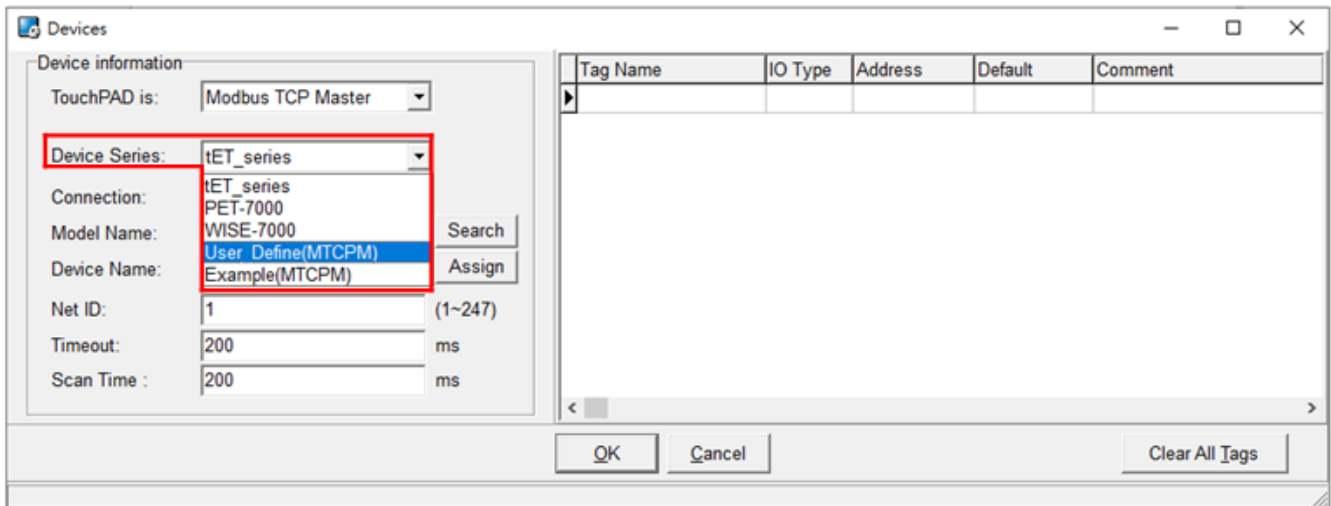 Devices
Device information
TouchPAD is: Modbus TCP Master
Device Series: tET_series
tET_series
PET-7000
WISE-7000
User_Define(MTCPM)
Example(MTCPM)
Connection:
Model Name: Search
Device Name: Assign
Net ID: 1 (1~247)
Timeout: 200 ms
Scan Time : 200 ms
Tag Name IO Type Address Default Comment
OK Cancel Clear All Tags